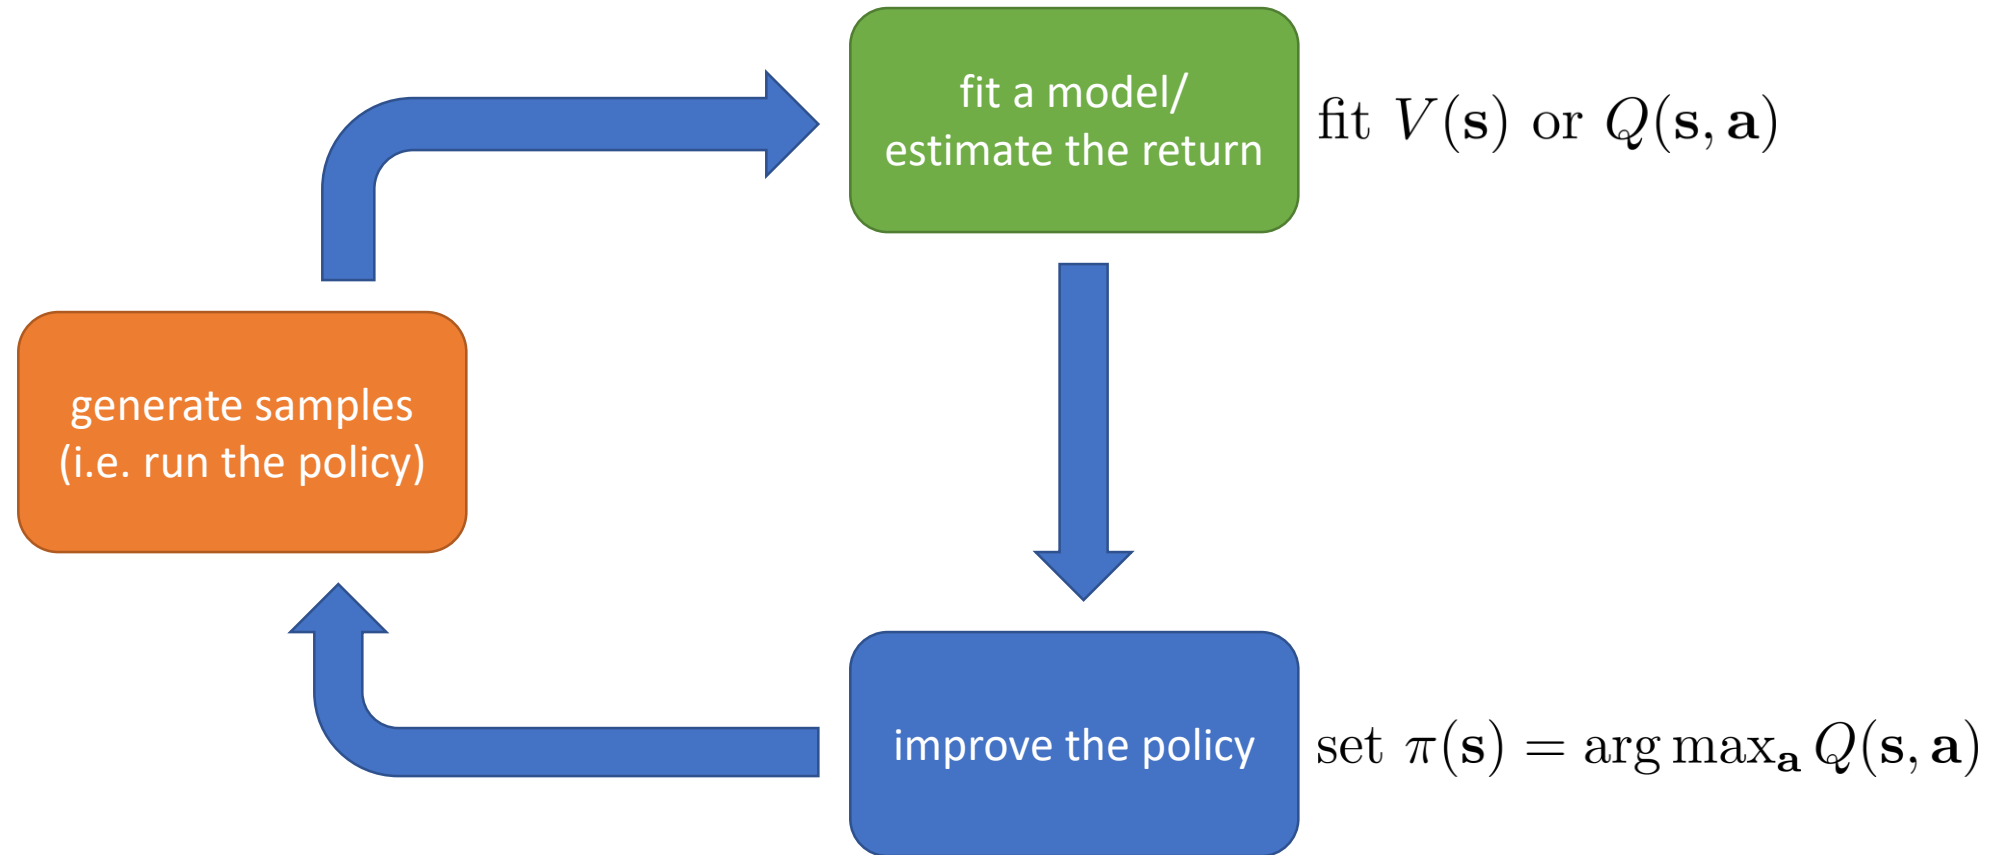 fit a model/
estimate the return
fit V(s) or Q(s, a)
generate samples
(i.e. run the policy)
improve the policy
set π(s) = arg maxₐ Q(s, a)